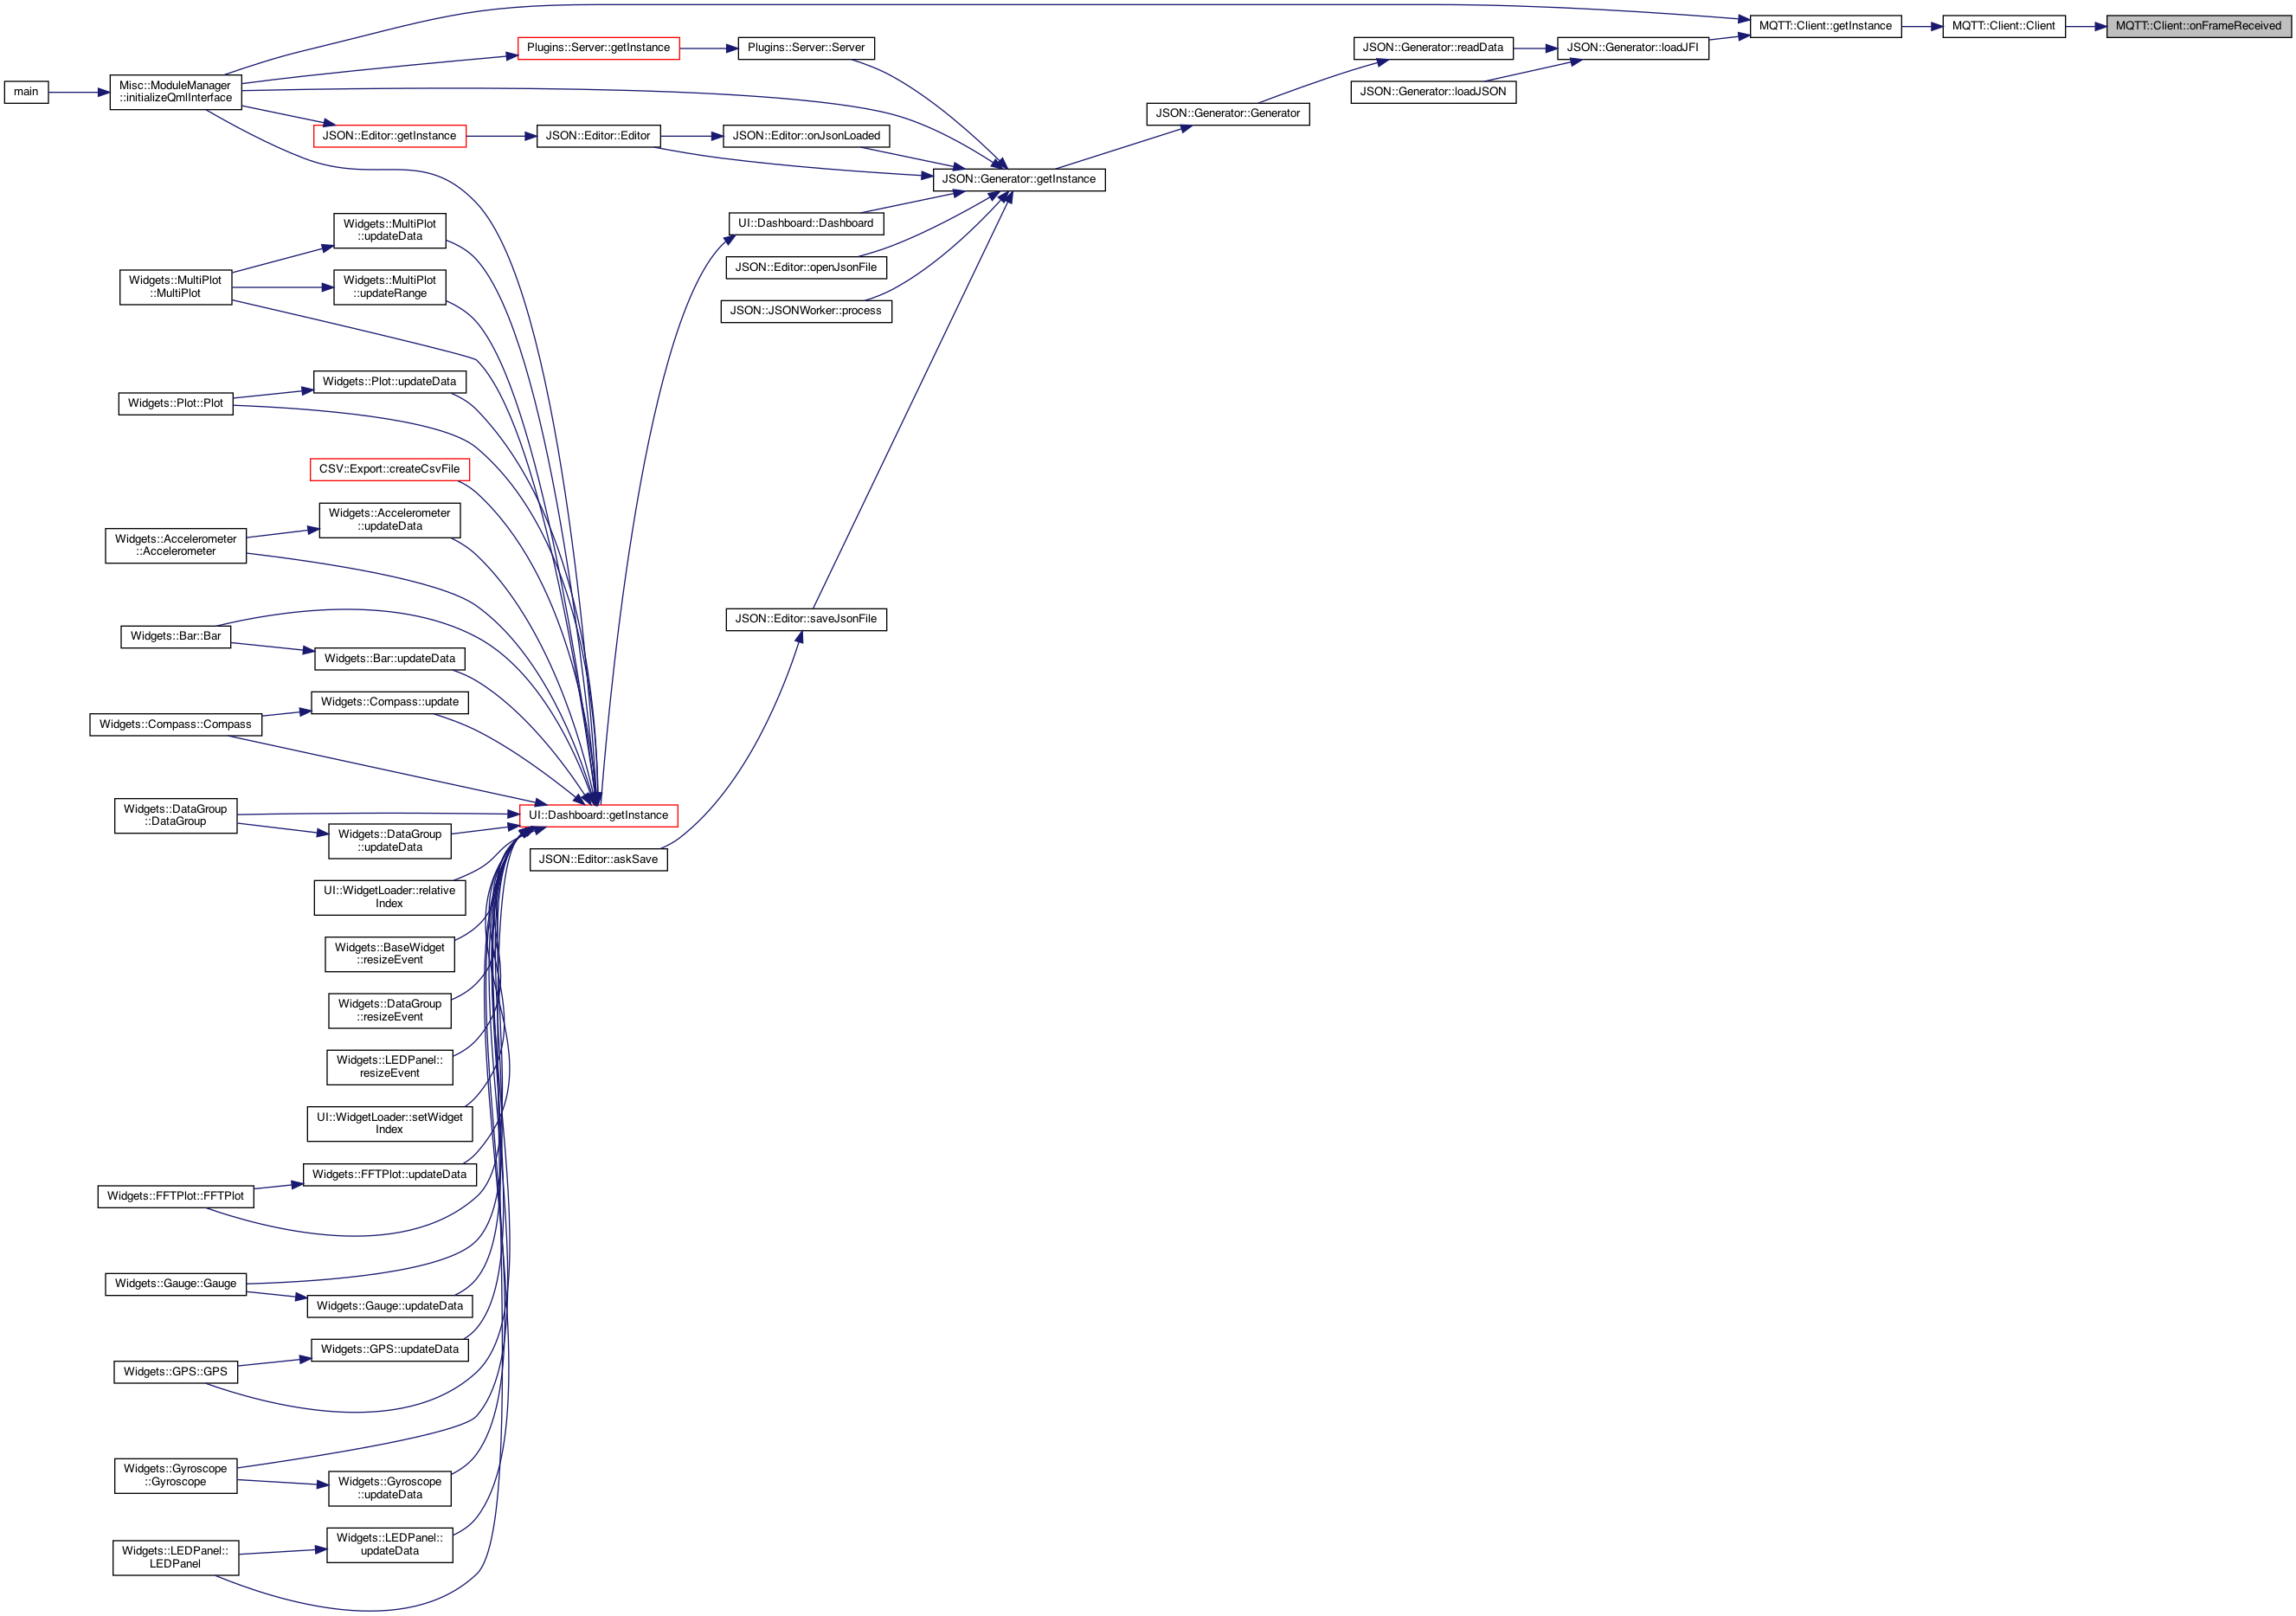 MQTT::Client::getInstance
MQTT::Client::Client
MQTT::Client::onFrameReceived
Plugins::Server::getInstance
Plugins::Server::Server
JSON::Generator::readData
JSON::Generator::loadJFI
main
Misc::ModuleManager
::initializeQmlInterface
JSON::Generator::loadJSON
JSON::Generator::Generator
JSON::Editor::getInstance
JSON::Editor::Editor
JSON::Editor::onJsonLoaded
JSON::Generator::getInstance
Widgets::MultiPlot
::updateData
UI::Dashboard::Dashboard
JSON::Editor::openJsonFile
Widgets::MultiPlot
::MultiPlot
Widgets::MultiPlot
::updateRange
JSON::JSONWorker::process
Widgets::Plot::updateData
Widgets::Plot::Plot
CSV::Export::createCsvFile
Widgets::Accelerometer
::updateData
Widgets::Accelerometer
::Accelerometer
JSON::Editor::saveJsonFile
Widgets::Bar::Bar
Widgets::Bar::updateData
Widgets::Compass::update
Widgets::Compass::Compass
Widgets::DataGroup
::DataGroup
UI::Dashboard::getInstance
Widgets::DataGroup
::updateData
JSON::Editor::askSave
UI::WidgetLoader::relative
Index
Widgets::BaseWidget
::resizeEvent
Widgets::DataGroup
::resizeEvent
Widgets::LEDPanel::
resizeEvent
UI::WidgetLoader::setWidget
Index
Widgets::FFTPlot::updateData
Widgets::FFTPlot::FFTPlot
Widgets::Gauge::Gauge
Widgets::Gauge::updateData
Widgets::GPS::updateData
Widgets::GPS::GPS
Widgets::Gyroscope
::Gyroscope
Widgets::Gyroscope
::updateData
Widgets::LEDPanel::
updateData
Widgets::LEDPanel::
LEDPanel